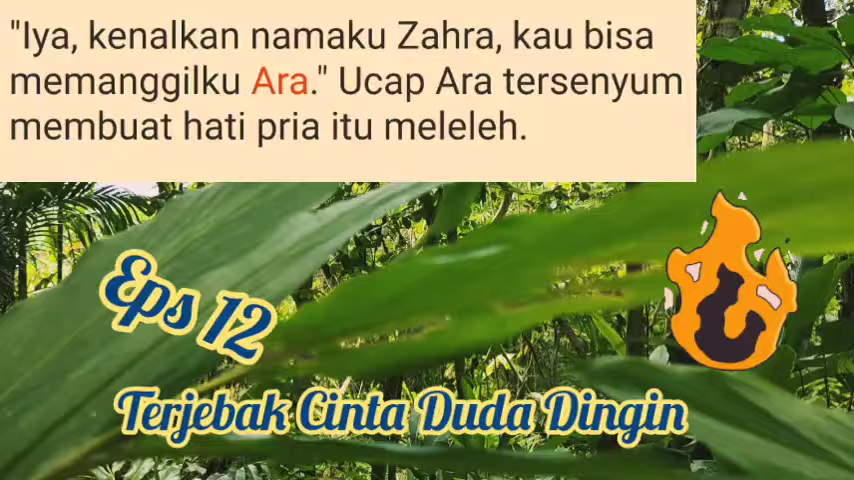 "Iya, kenalkan namaku Zahra, kau bisa
memanggilku Ara." Ucap Ara tersenyum
membuat hati pria itu meleleh.
Eps 12
Terjebak Cinta Duda Dingin